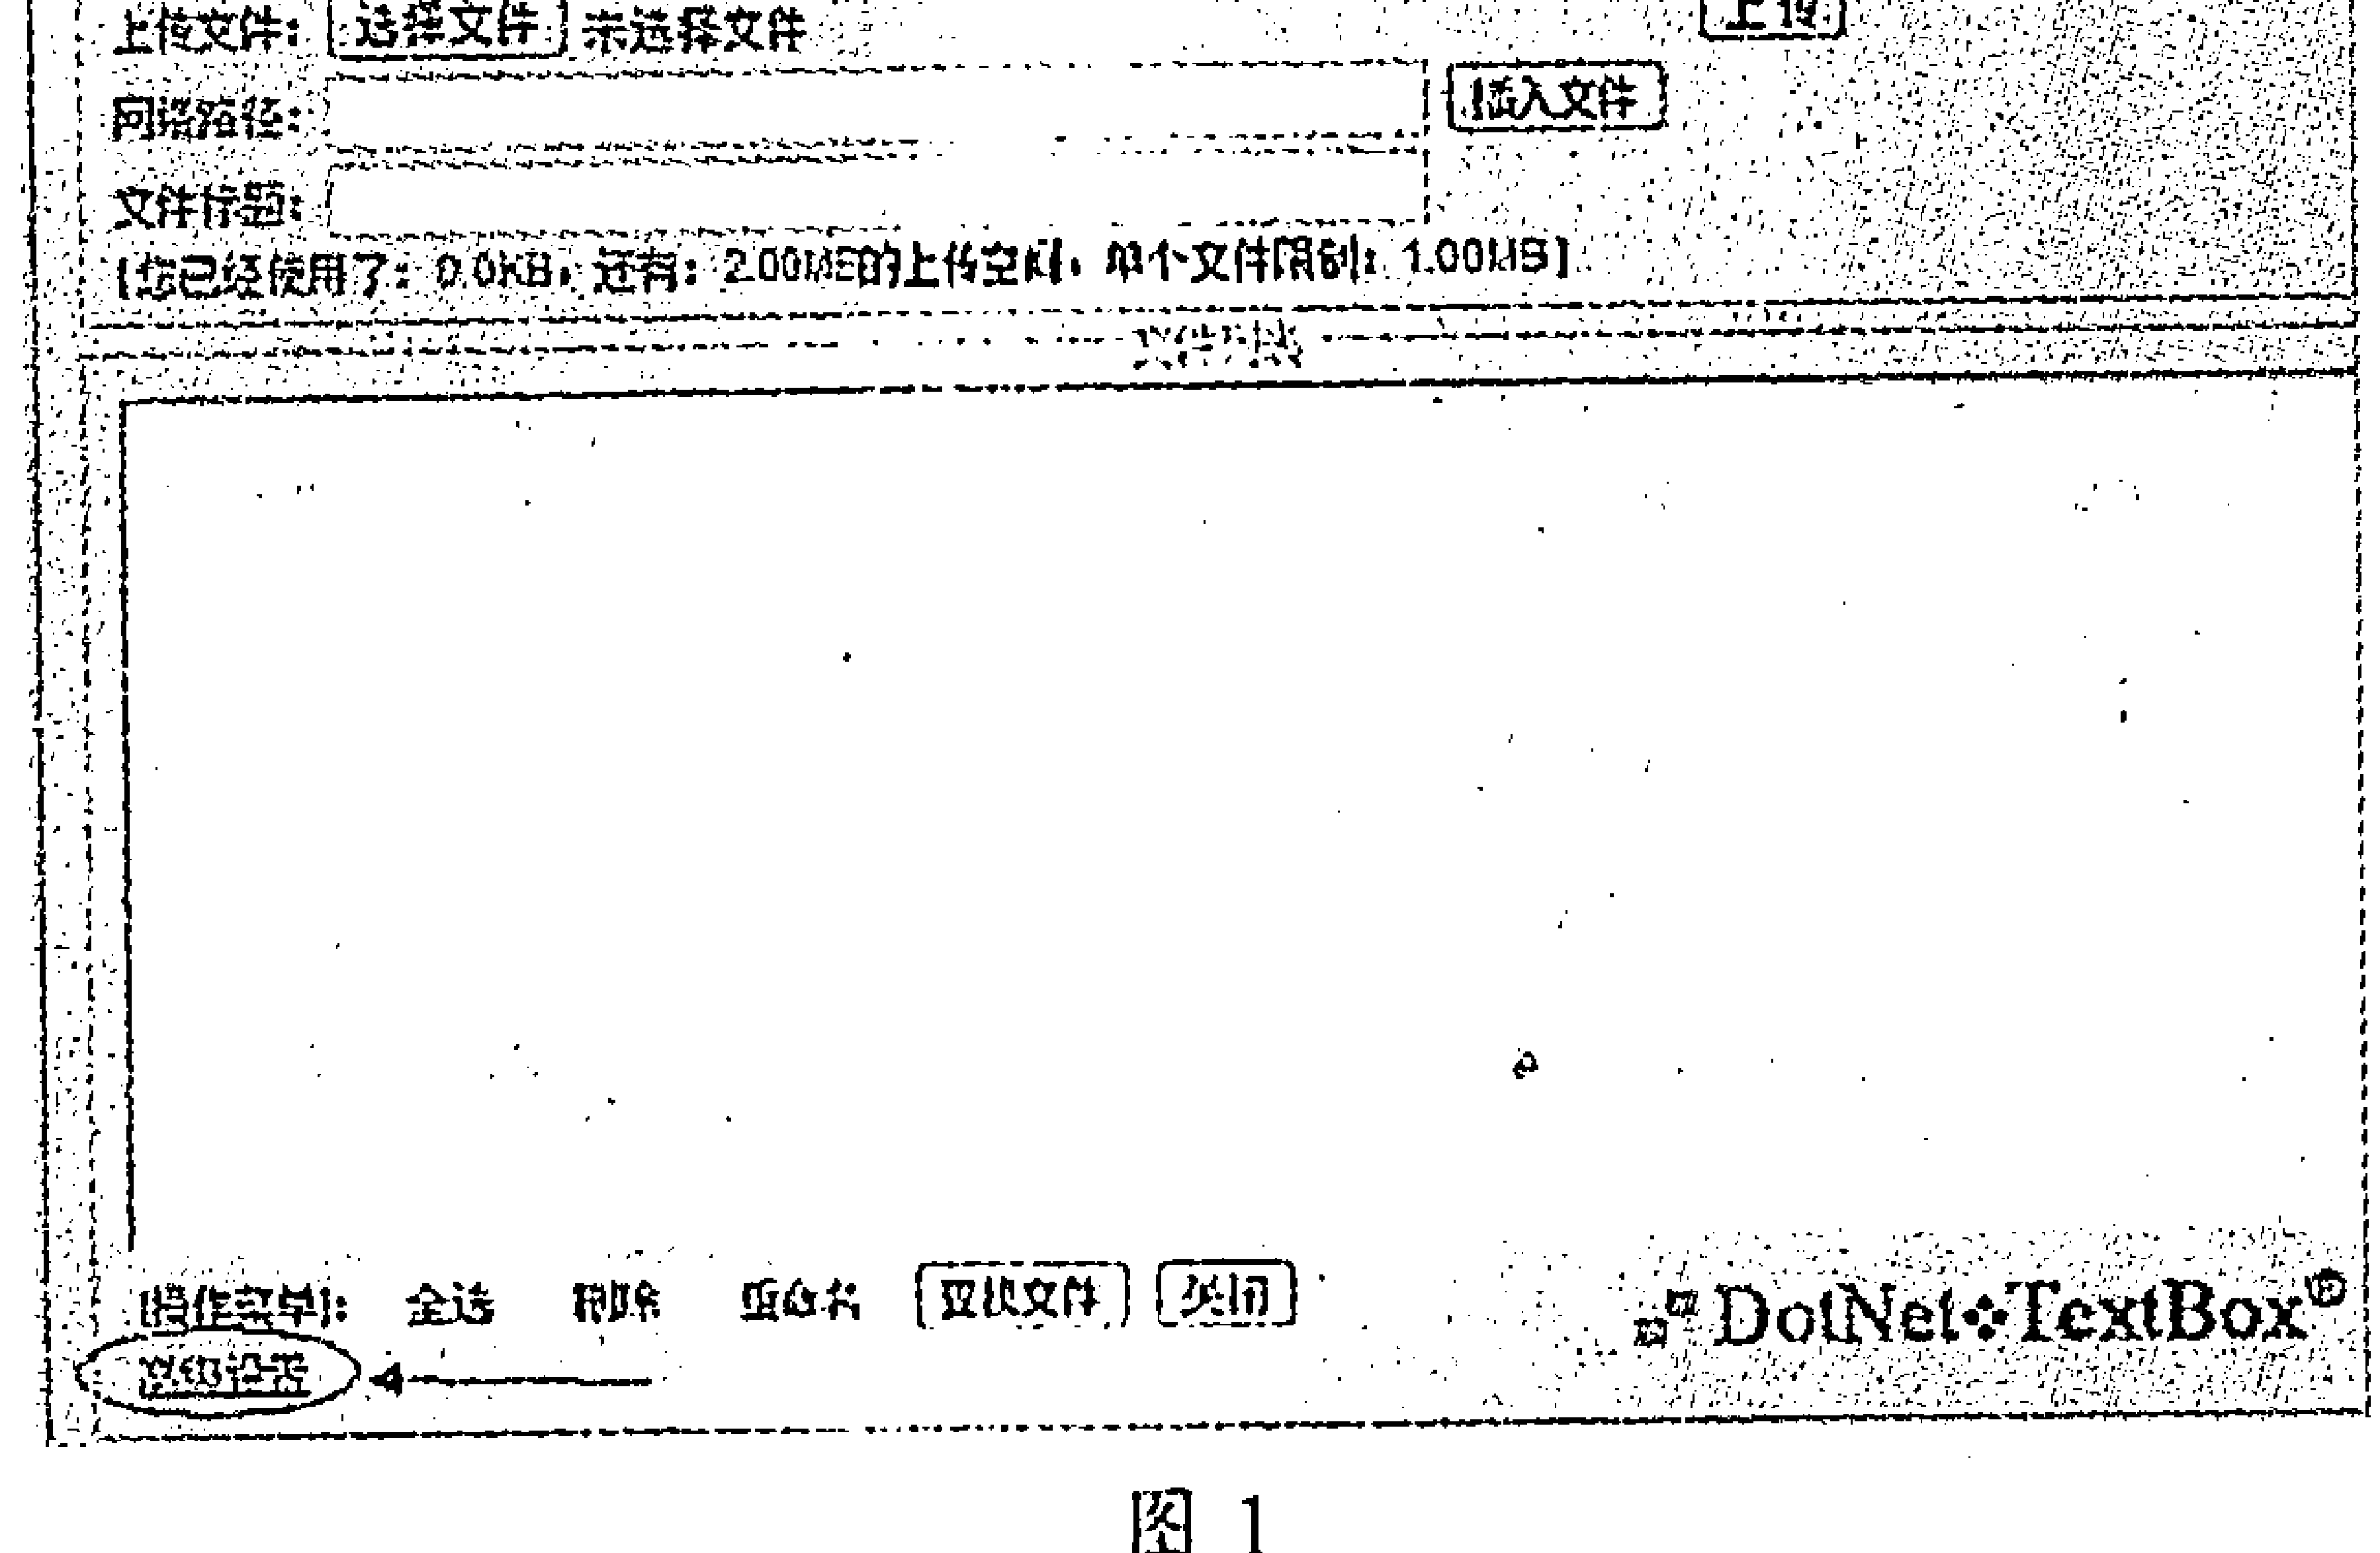 上传文件: 选择文件 未选择文件 上传
网络路径: 插入文件
文件标题:
[您已经使用了: 0.0KB, 还有: 2.00MB的上传空间, 单个文件限制: 1.00MB]
[操作菜单]: 全选 删除 重命名 文件 关闭 DotNet TextBox®
图 1